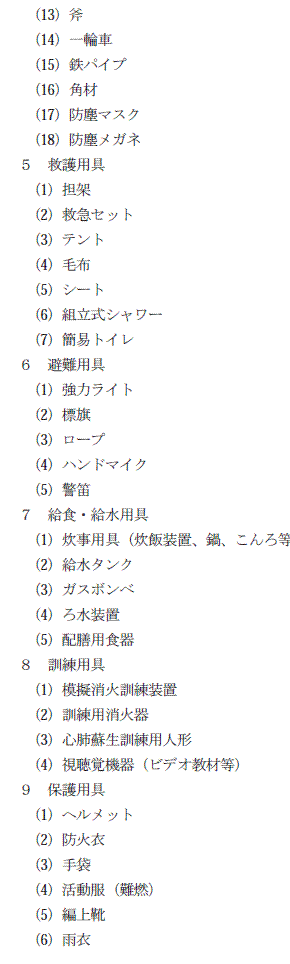 (13) 斧
(14) 一輪車
(15) 鉄パイプ
(16) 角材
(17) 防塵マスク
(18) 防塵メガネ
５　救護用具
(1) 担架
(2) 救急セット
(3) テント
(4) 毛布
(5) シート
(6) 組立式シャワー
(7) 簡易トイレ
６　避難用具
(1) 強力ライト
(2) 標旗
(3) ロープ
(4) ハンドマイク
(5) 警笛
７　給食・給水用具
(1) 炊事用具（炊飯装置、鍋、こんろ等
(2) 給水タンク
(3) ガスボンベ
(4) ろ水装置
(5) 配膳用食器
８　訓練用具
(1) 模擬消火訓練装置
(2) 訓練用消火器
(3) 心肺蘇生訓練用人形
(4) 視聴覚機器（ビデオ教材等）
９　保護用具
(1) ヘルメット
(2) 防火衣
(3) 手袋
(4) 活動服（難燃）
(5) 編上靴
(6) 雨衣